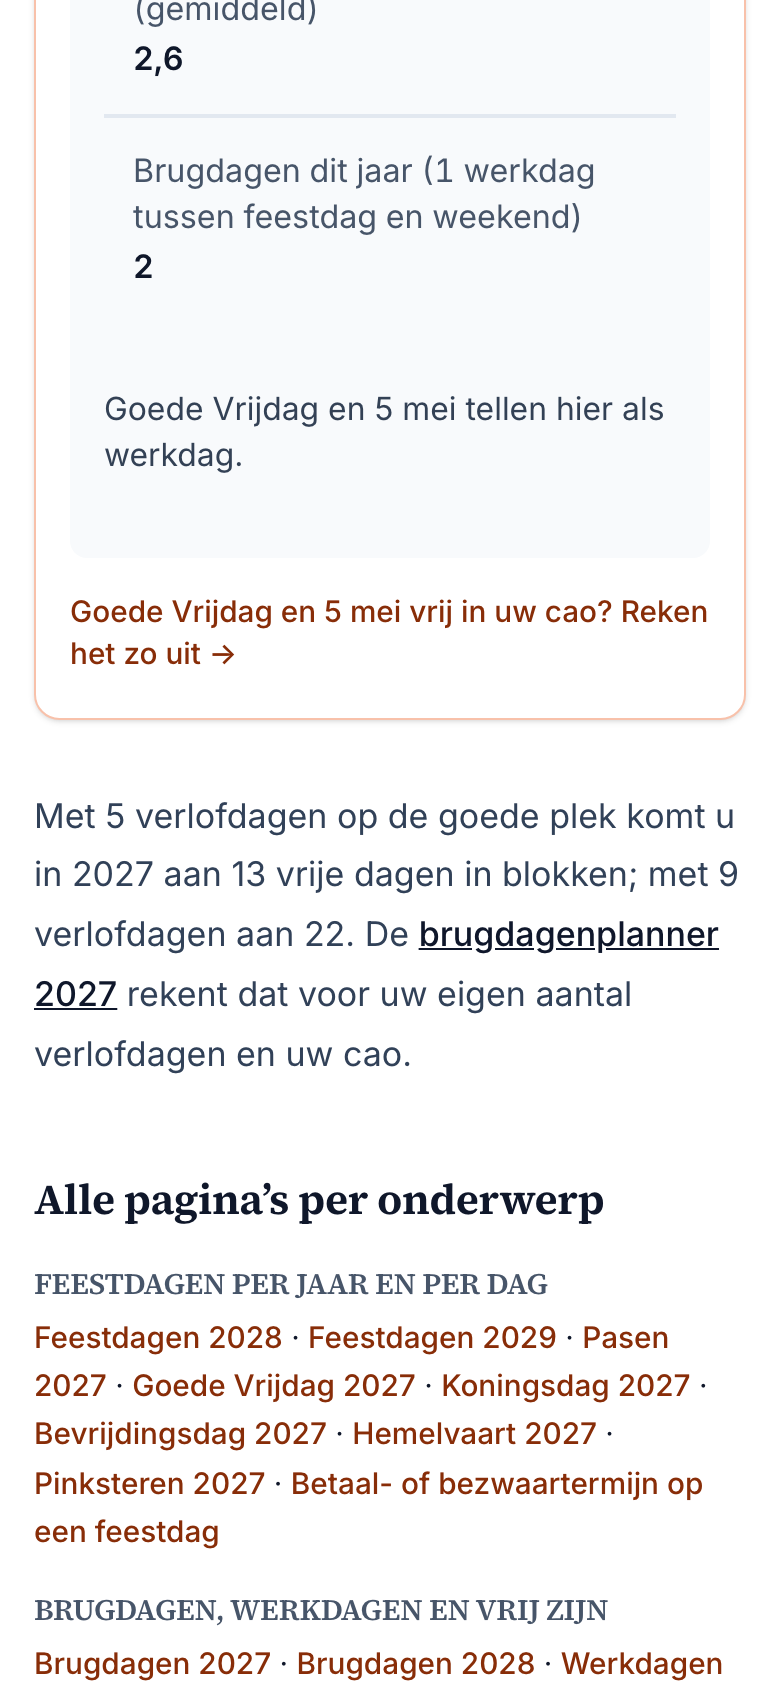 (gemiddeld)
2,6
Brugdagen dit jaar (1 werkdag
tussen feestdag en weekend)
2
Goede Vrijdag en 5 mei tellen hier als
werkdag.
Goede Vrijdag en 5 mei vrij in uw cao? Reken
het zo uit →
Met 5 verlofdagen op de goede plek komt u
in 2027 aan 13 vrije dagen in blokken; met 9
verlofdagen aan 22. De brugdagenplanner
2027 rekent dat voor uw eigen aantal
verlofdagen en uw cao.
Alle pagina’s per onderwerp
FEESTDAGEN PER JAAR EN PER DAG
Feestdagen 2028 · Feestdagen 2029 · Pasen
2027 · Goede Vrijdag 2027 · Koningsdag 2027 ·
Bevrijdingsdag 2027 · Hemelvaart 2027 ·
Pinksteren 2027 · Betaal- of bezwaartermijn op
een feestdag
BRUGDAGEN, WERKDAGEN EN VRIJ ZIJN
Brugdagen 2027 · Brugdagen 2028 · Werkdagen